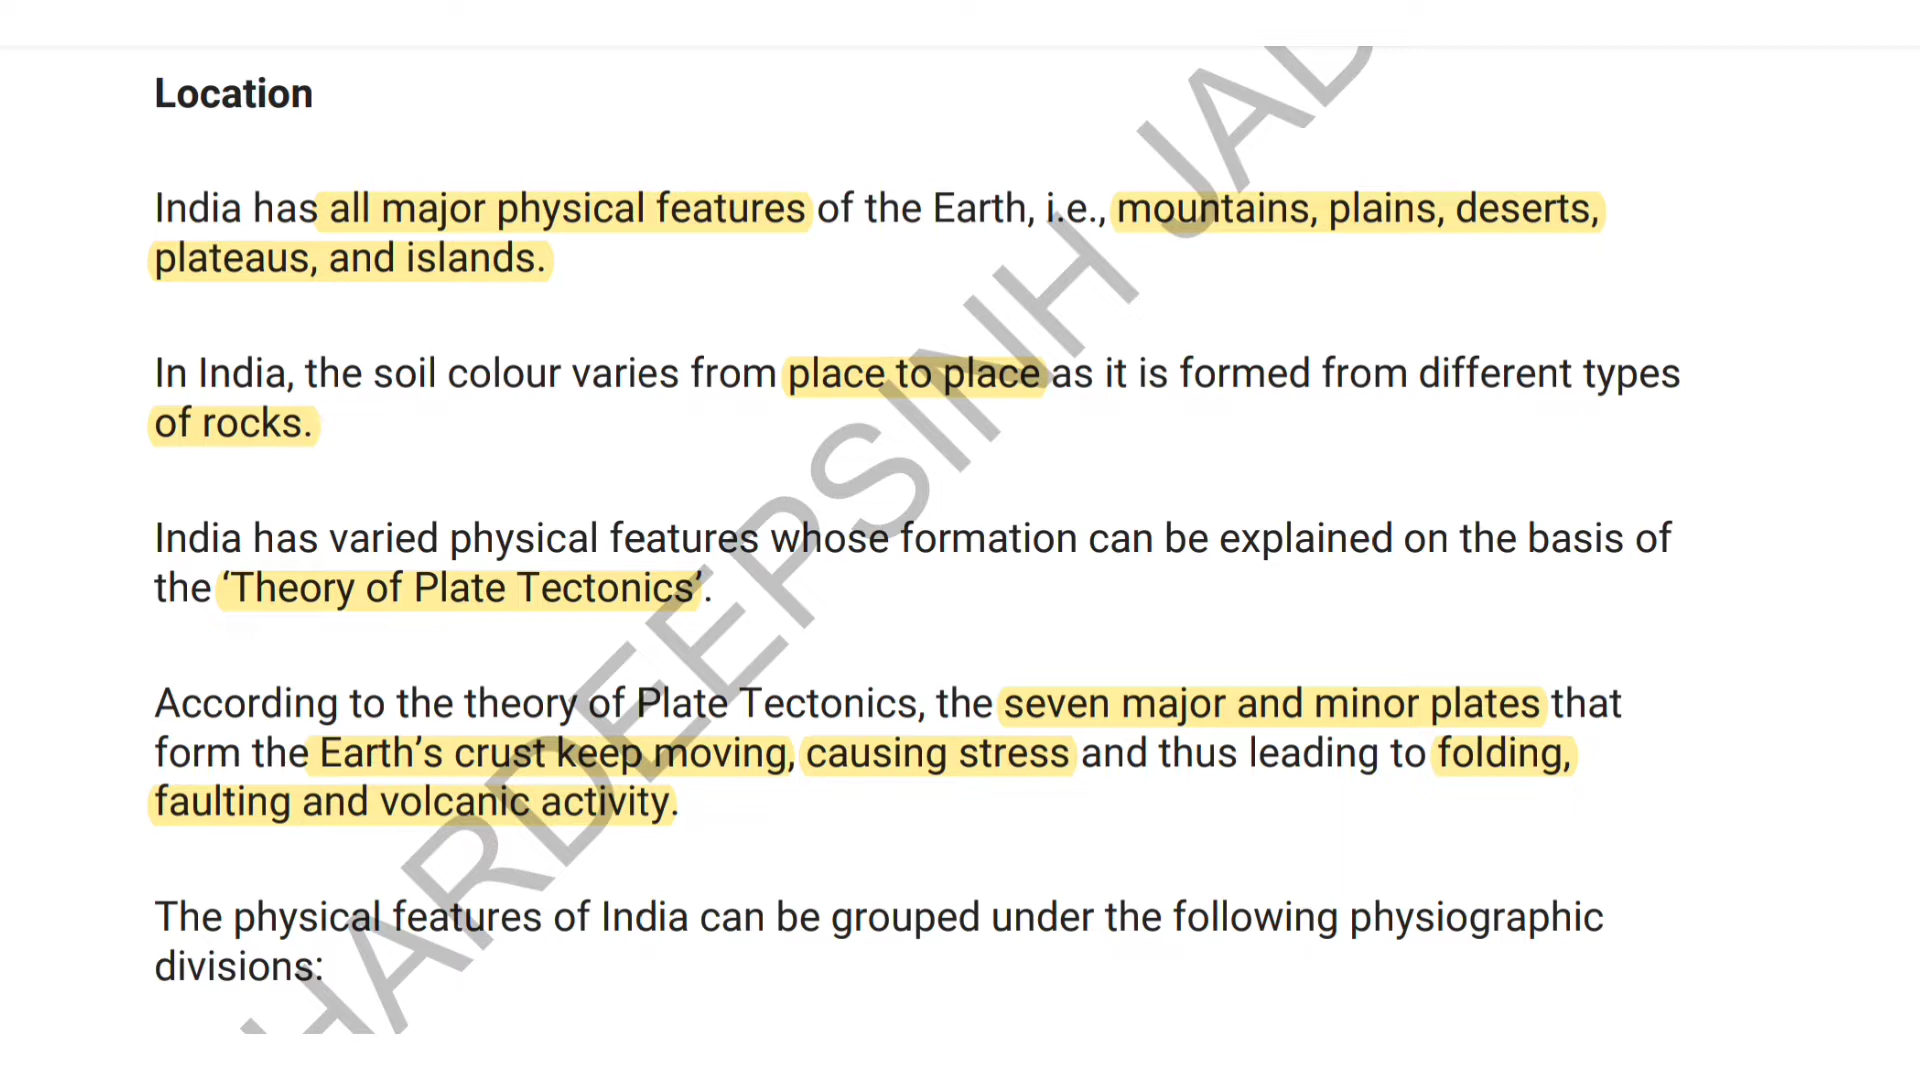 Location
India has all major physical features of the Earth, i.e., mountains, plains, deserts,
plateaus, and islands.
In India, the soil colour varies from place to place as it is formed from different types
of rocks.
India has varied physical features whose formation can be explained on the basis of
the ‘Theory of Plate Tectonics’.
According to the theory of Plate Tectonics, the seven major and minor plates that
form the Earth’s crust keep moving, causing stress and thus leading to folding,
faulting and volcanic activity.
The physical features of India can be grouped under the following physiographic
divisions:
HARDEEPSINH JAD